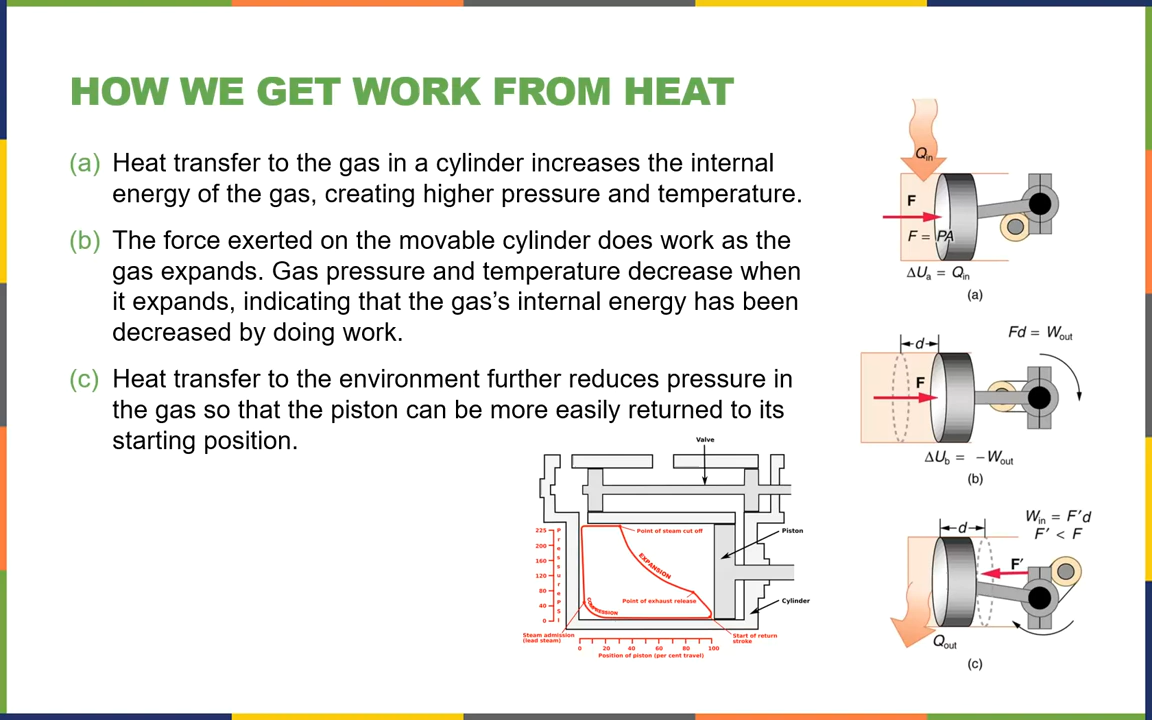 HOW WE GET WORK FROM HEAT
(a) Heat transfer to the gas in a cylinder increases the internal
energy of the gas, creating higher pressure and temperature.
(b) The force exerted on the movable cylinder does work as the
gas expands. Gas pressure and temperature decrease when
it expands, indicating that the gas’s internal energy has been
decreased by doing work.
(c) Heat transfer to the environment further reduces pressure in
the gas so that the piston can be more easily returned to its
starting position.
Qin
F
F = PA
ΔUa = Qin
(a)
Fd = Wout
d
F
ΔUb = −Wout
(b)
Win = F′d
F′ < F
d
F′
Qout
(c)
Valve
Piston
Cylinder
Point of steam cut off
EXPANSION
Point of exhaust release
COMPRESSION
225
200
160
120
80
40
0
Pressure PSI
Steam admission
(lead steam)
Start of return
stroke
0 20 40 60 80 100
Position of piston (per cent travel)